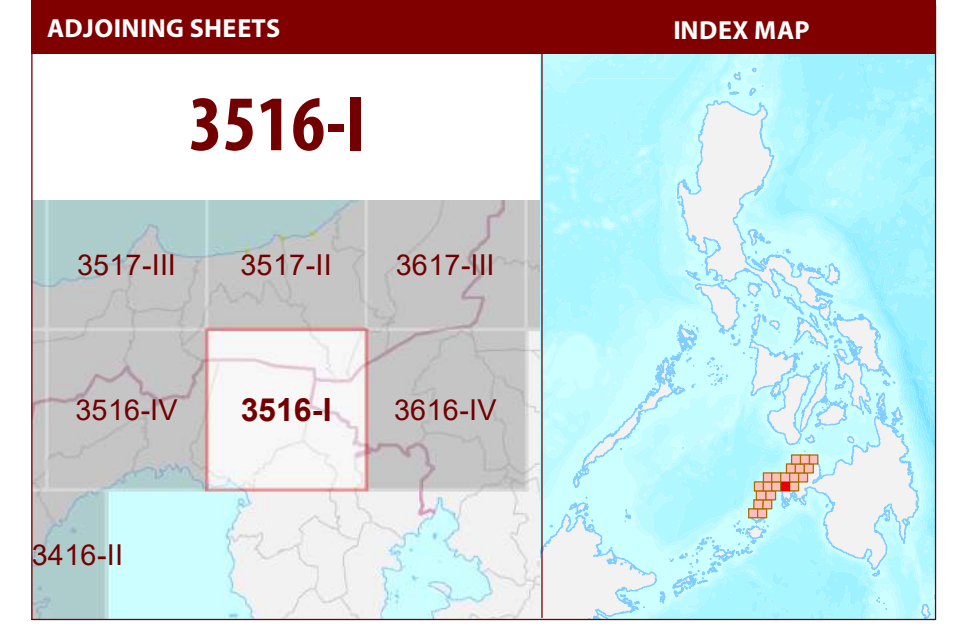 ADJOINING SHEETS
INDEX MAP
3516-I
3517-III
3517-II
3617-III
3516-IV
3516-I
3616-IV
3416-II